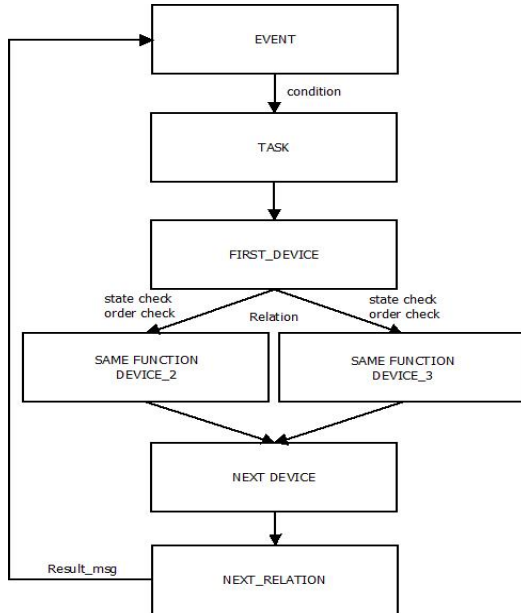 EVENT
condition
TASK
FIRST_DEVICE
state check
order check
Relation
state check
order check
SAME FUNCTION
DEVICE_2
SAME FUNCTION
DEVICE_3
NEXT DEVICE
Result_msg
NEXT_RELATION